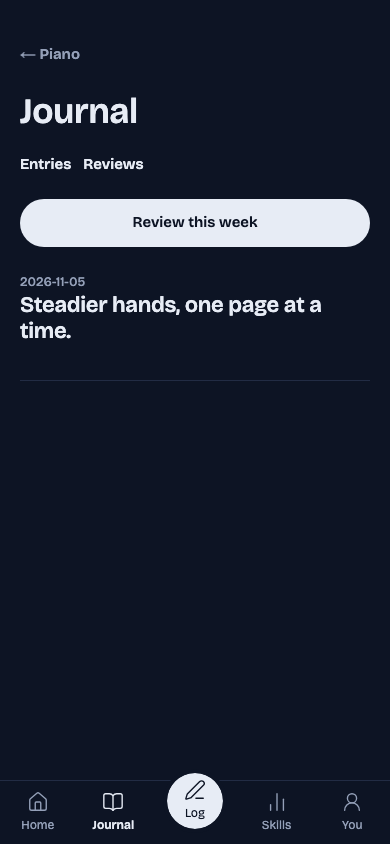 ← Piano
Journal
Entries Reviews
Review this week
2026-11-05
Steadier hands, one page at a
time.
Home Journal Log Skills You